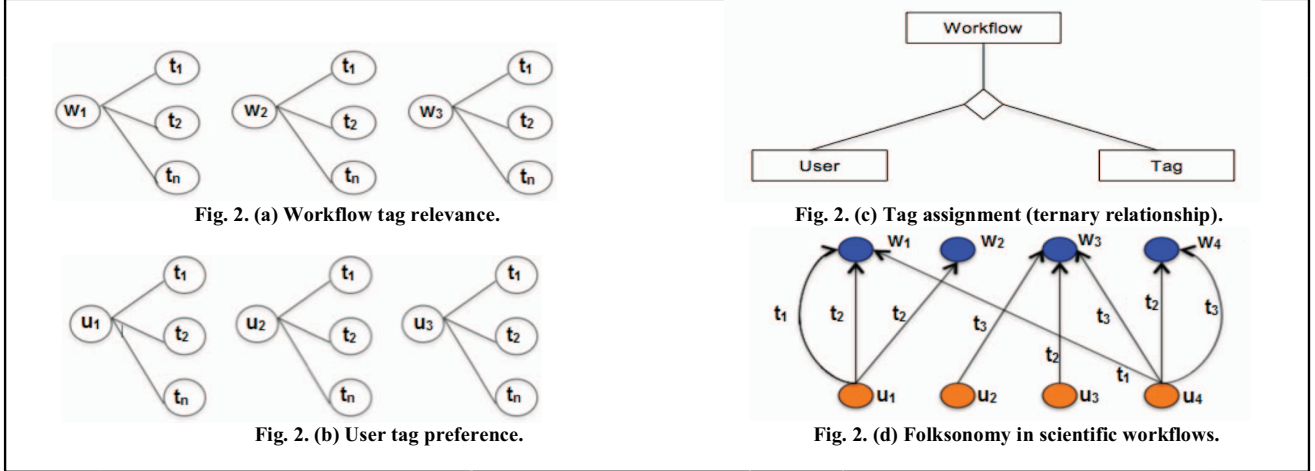 t1 t1 t1
w1 w2 w3
t2 t2 t2
tn tn tn
Fig. 2. (a) Workflow tag relevance.
Workflow
User Tag
Fig. 2. (c) Tag assignment (ternary relationship).
t1 t1 t1
u1 u2 u3
t2 t2 t2
tn tn tn
Fig. 2. (b) User tag preference.
w1 w2 w3 w4
t1 t2 t2 t3 t3 t2 t3
t2 t1
u1 u2 u3 u4
Fig. 2. (d) Folksonomy in scientific workflows.